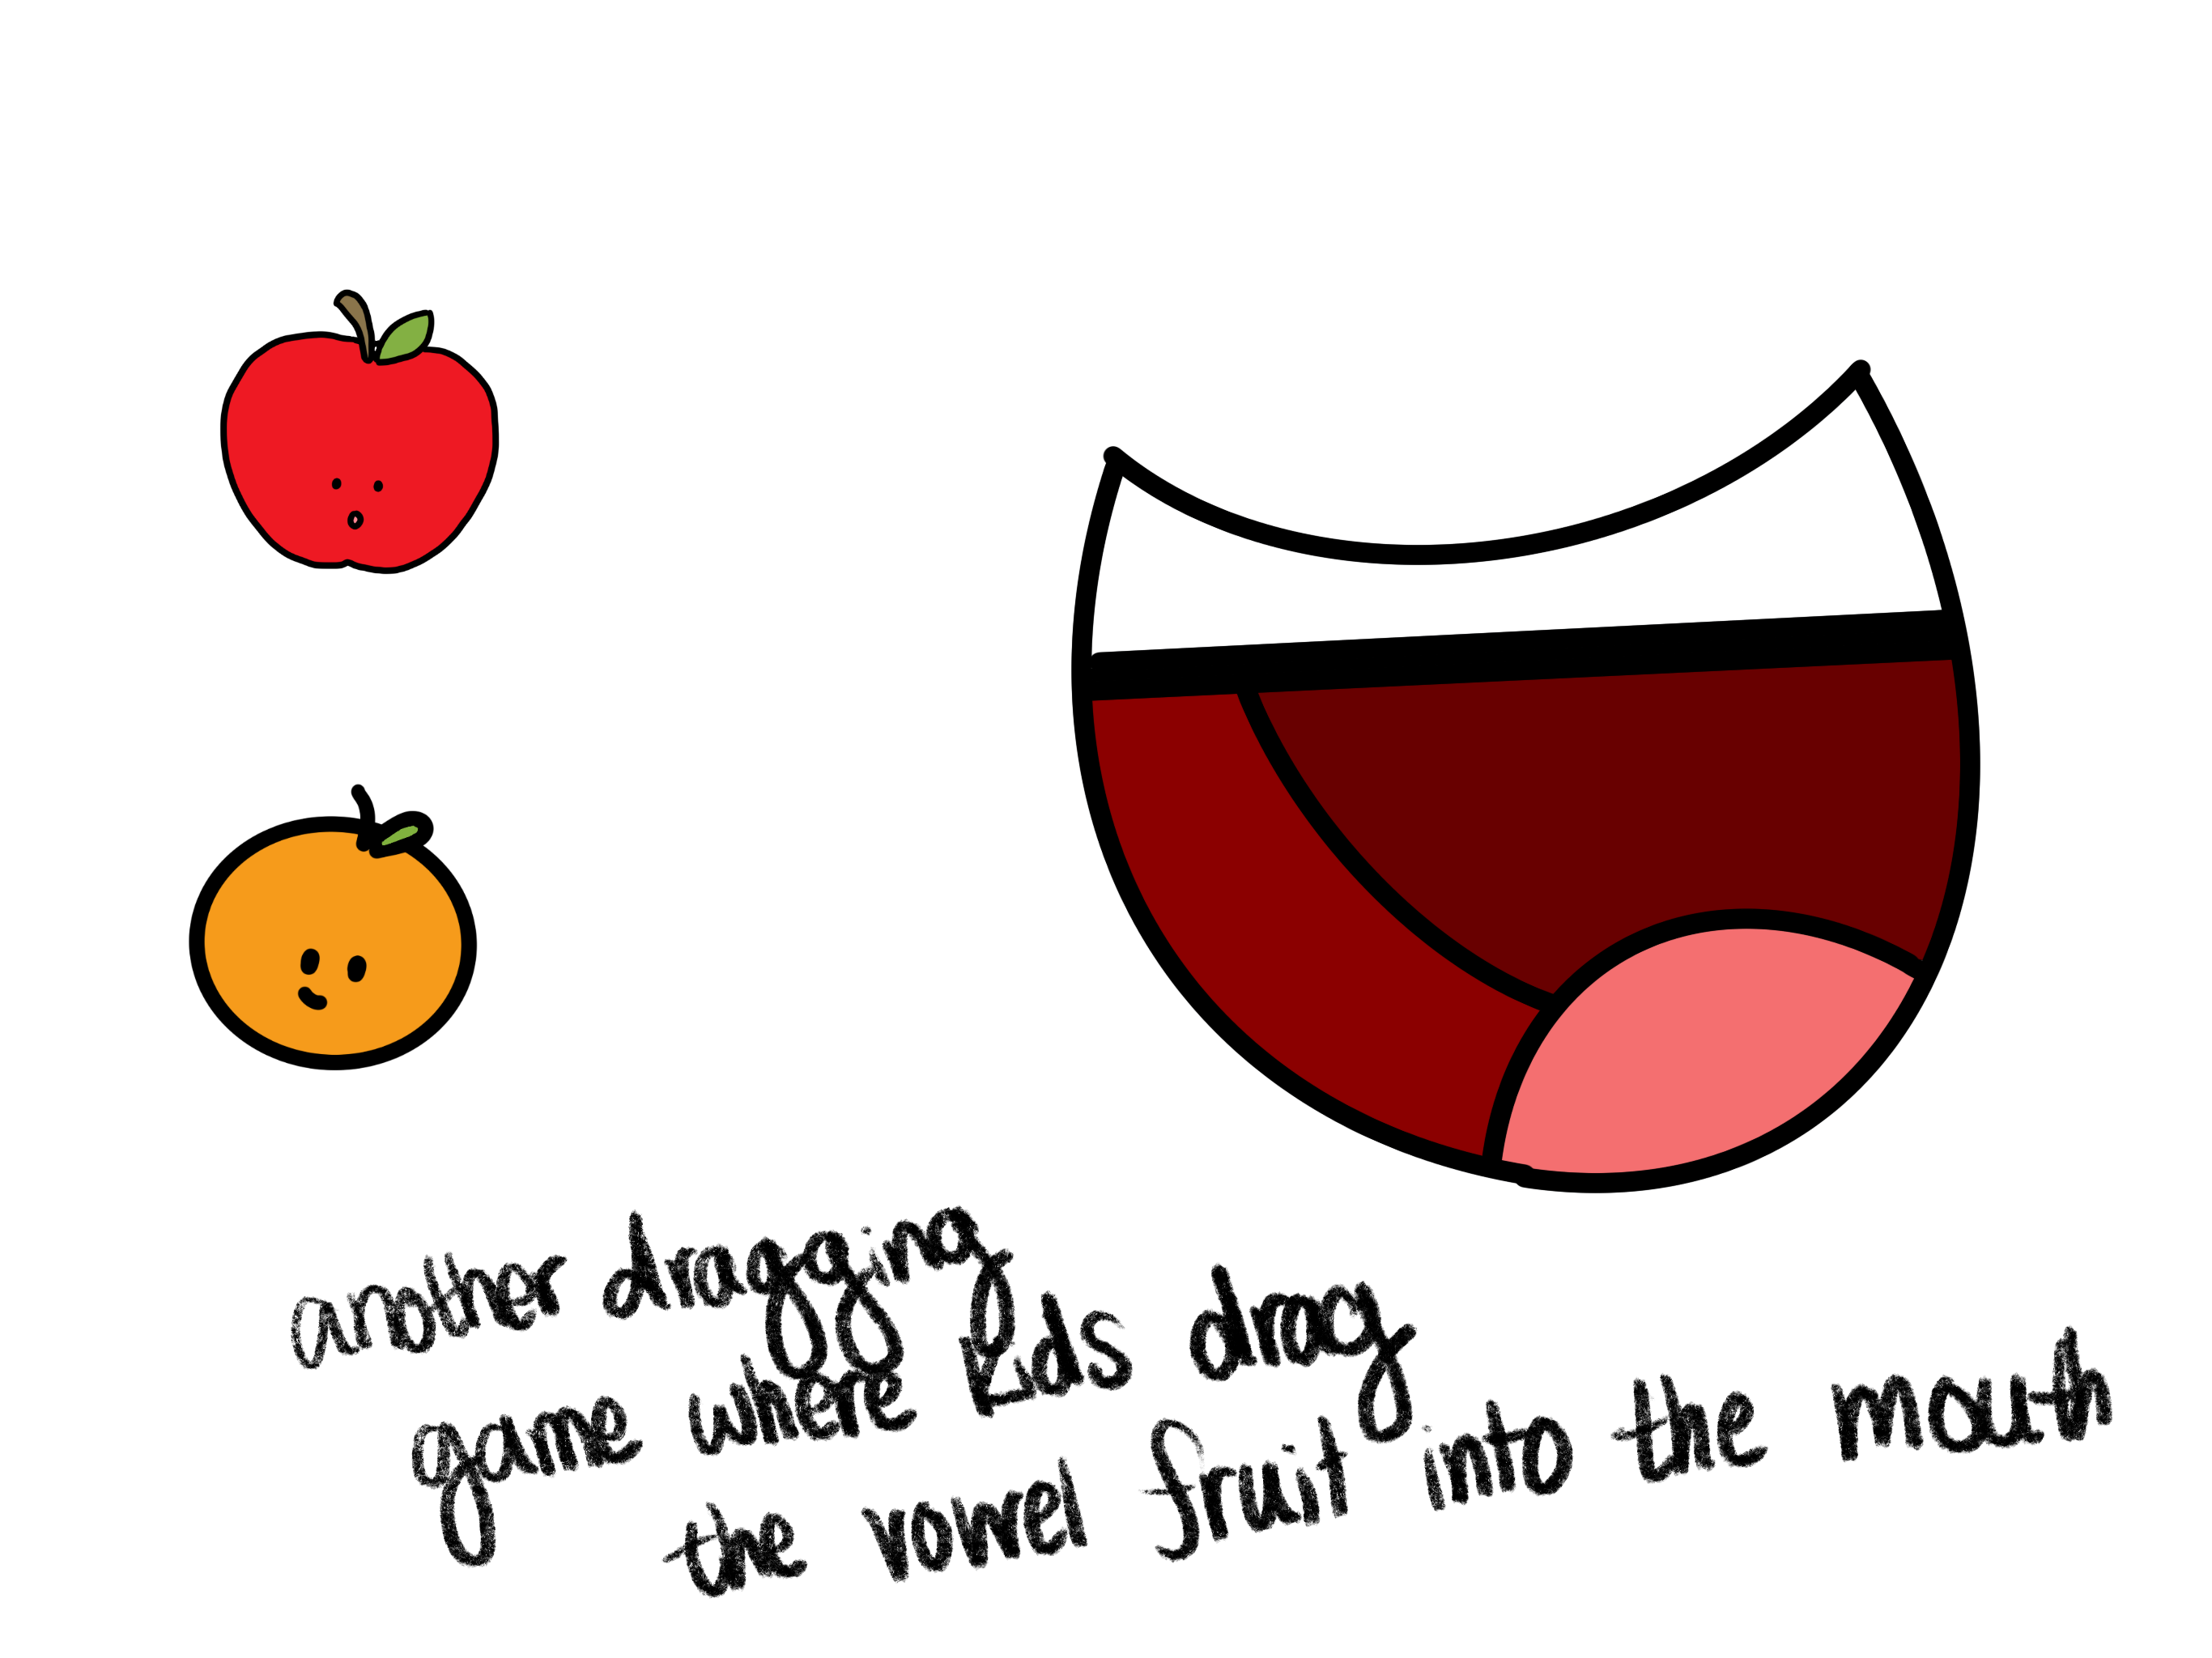 another dragging
game where kids drag
the vowel fruit into the mouth